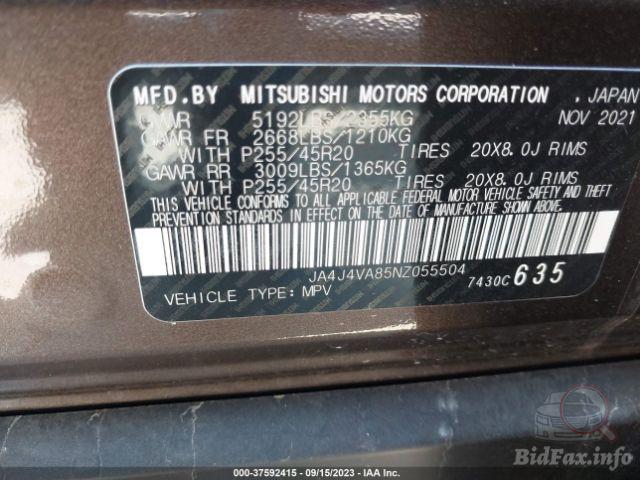 MFD.BY MITSUBISHI MOTORS CORPORATION , JAPAN
GVWR 5192LBS/2355KG NOV 2021
GAWR FR 2668LBS/1210KG
WITH P255/45R20 TIRES 20X8.0J RIMS
GAWR RR 3009LBS/1365KG
WITH P255/45R20 TIRES 20X8.0J RIMS
THIS VEHICLE CONFORMS TO ALL APPLICABLE FEDERAL MOTOR VEHICLE SAFETY AND THEFT
PREVENTION STANDARDS IN EFFECT ON THE DATE OF MANUFACTURE SHOWN ABOVE.
JA4J4VA85NZ055504
VEHICLE TYPE: MPV 7430C 635
000-37592415 - 09/15/2023 - IAA Inc.
BidFax.info